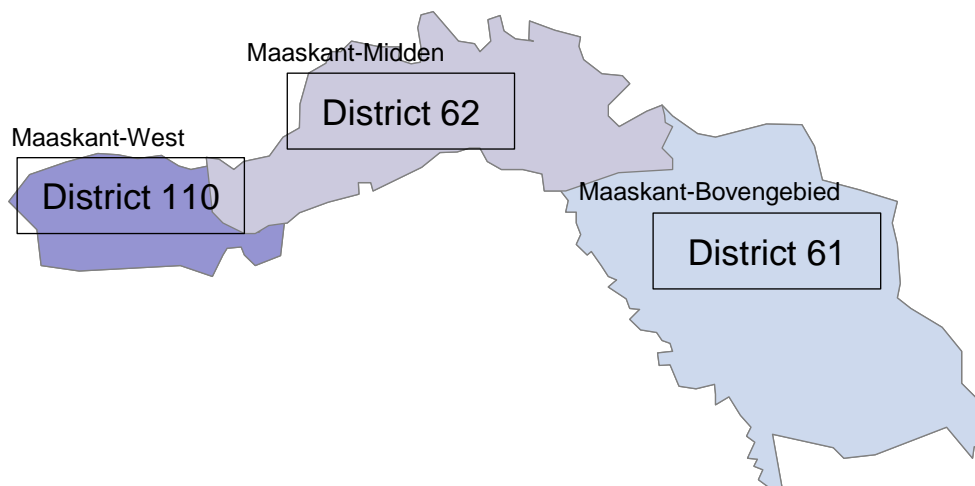 Maaskant-Midden
District 62
Maaskant-West
District 110
Maaskant-Bovengebied
District 61